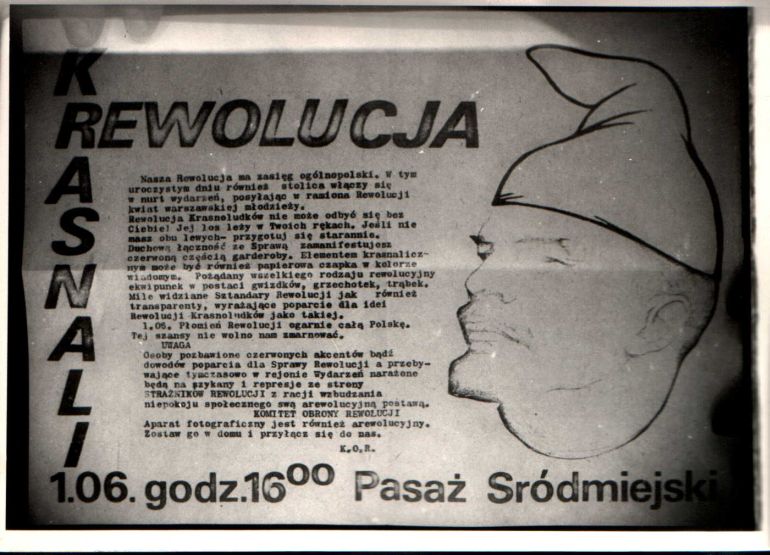 KRASNALI
REWOLUCJA
Nasza Rewolucja ma zasięg ogólnopolski. W tym
uroczystym dniu również stolica włączy się
w nurt wydarzeń, posyłając w ramiona Rewolucji
kwiat warszawskiej młodzieży.
Rewolucja Krasnoludków nie może odbyć się bez
Ciebie! Jej los leży w Twoich rękach. Jeśli nie
masz obu lewych- przygotuj się starannie.
Duchową łączność ze Sprawą zamanifestujesz
czerwoną częścią garderoby. Elementem krasnalicz-
nym może być również papierowa czapka w kolorze
wiadomym. Pożądany wszelkiego rodzaju rewolucyjny
ekwipunek w postaci gwizdków, grzechotek, trąbek.
Mile widziane Sztandary Rewolucji jak również
transparenty, wyrażające poparcie dla idei
Rewolucji Krasnoludków jako takiej.
1.06. Płomień Rewolucji ogarnie całą Polskę.
Tej szansy nie wolno nam zmarnować.
UWAGA
Osoby pozbawione czerwonych akcentów bądź
dowodów poparcia dla Sprawy Rewolucji a przeby-
wające tymczasowo w rejonie Wydarzeń narażone
będą na szykany i represje ze strony
STRAŻNIKÓW REWOLUCJI z racji wzbudzania
niepokoju społecznego swą arewolucyjną postawą.
KOMITET OBRONY REWOLUCJI
Aparat fotograficzny jest również arewolucyjny.
Zostaw go w domu i przyłącz się do nas.
K.O.R.
1.06. godz.16⁰⁰ Pasaż Sródmiejski